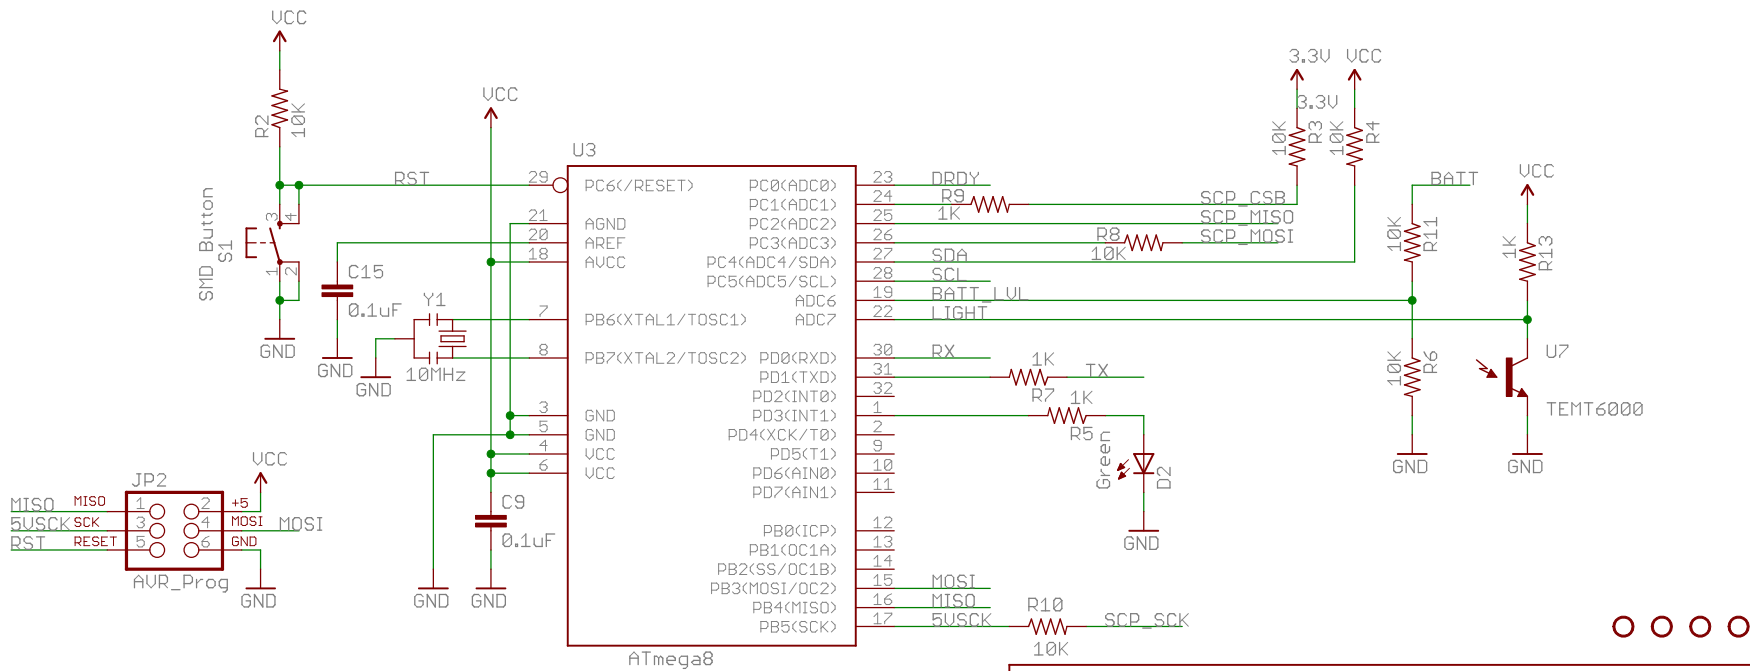 VCC
R2
10K
RST
SMD Button
S1
3
4
1
2
GND
C15
0.1uF
GND
Y1
10MHz
GND
VCC
C9
0.1uF
GND
GND
JP2
MISO MISO 1 2 +5 VCC
5VSCK SCK 3 4 MOSI MOSI
RST RESET 5 6 GND
AVR_Prog
GND
U3
29 PC6(/RESET)
21 AGND
20 AREF
18 AVCC
7 PB6(XTAL1/TOSC1)
8 PB7(XTAL2/TOSC2)
3 GND
5 GND
4 VCC
6 VCC
PC0(ADC0) 23 DRDY
PC1(ADC1) 24 R9 1K SCP_CSB
PC2(ADC2) 25 SCP_MISO
PC3(ADC3) 26 R8 10K SCP_MOSI
PC4(ADC4/SDA) 27 SDA
PC5(ADC5/SCL) 28 SCL
ADC6 19 BATT_LVL
ADC7 22 LIGHT
PD0(RXD) 30 RX
PD1(TXD) 31 1K R7 TX
PD2(INT0) 32
PD3(INT1) 1 1K R5
PD4(XCK/T0) 2
PD5(T1) 9
PD6(AIN0) 10
PD7(AIN1) 11
PB0(ICP) 12
PB1(OC1A) 13
PB2(SS/OC1B) 14
PB3(MOSI/OC2) 15 MOSI
PB4(MISO) 16 MISO
PB5(SCK) 17 5VSCK R10 10K SCP_SCK
ATmega8
Green
D2
GND
3.3V VCC
3.3V
10K
R3
10K
R4
BATT
10K
R11
10K
R6
GND
VCC
1K
R13
U7
TEMT6000
GND